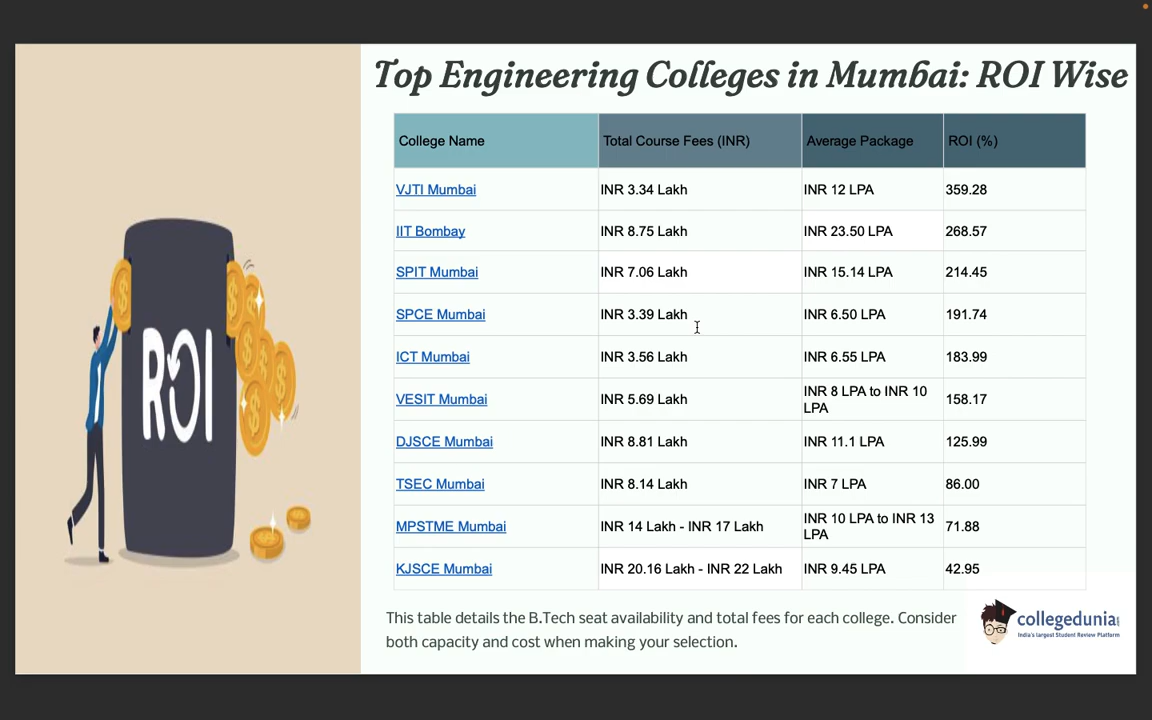 Top Engineering Colleges in Mumbai: ROI Wise
College Name Total Course Fees (INR) Average Package ROI (%)
VJTI Mumbai INR 3.34 Lakh INR 12 LPA 359.28
IIT Bombay INR 8.75 Lakh INR 23.50 LPA 268.57
SPIT Mumbai INR 7.06 Lakh INR 15.14 LPA 214.45
SPCE Mumbai INR 3.39 Lakh INR 6.50 LPA 191.74
ICT Mumbai INR 3.56 Lakh INR 6.55 LPA 183.99
VESIT Mumbai INR 5.69 Lakh INR 8 LPA to INR 10 LPA 158.17
DJSCE Mumbai INR 8.81 Lakh INR 11.1 LPA 125.99
TSEC Mumbai INR 8.14 Lakh INR 7 LPA 86.00
MPSTME Mumbai INR 14 Lakh - INR 17 Lakh INR 10 LPA to INR 13 LPA 71.88
KJSCE Mumbai INR 20.16 Lakh - INR 22 Lakh INR 9.45 LPA 42.95
ROI
This table details the B.Tech seat availability and total fees for each college. Consider
both capacity and cost when making your selection.
collegedunia
India's largest Student Review Platform